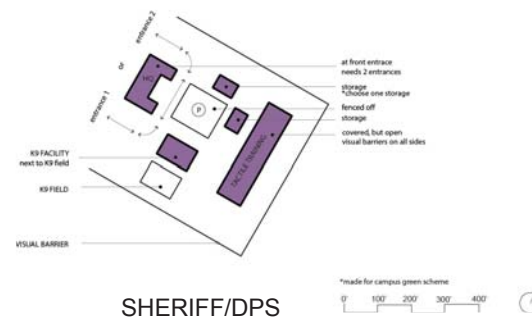 entrance 2
or
entrance 1
HQ
P
at front entrace
needs 2 entrances
storage
*choose one storage
fenced off
storage
covered, but open
visual barriers on all sides
TACTILE TRAINING
K9 FACILITY
next to K9 field
K9 FIELD
VISUAL BARRIER
*made for campus green scheme
SHERIFF/DPS
0' 100' 200' 300' 400'